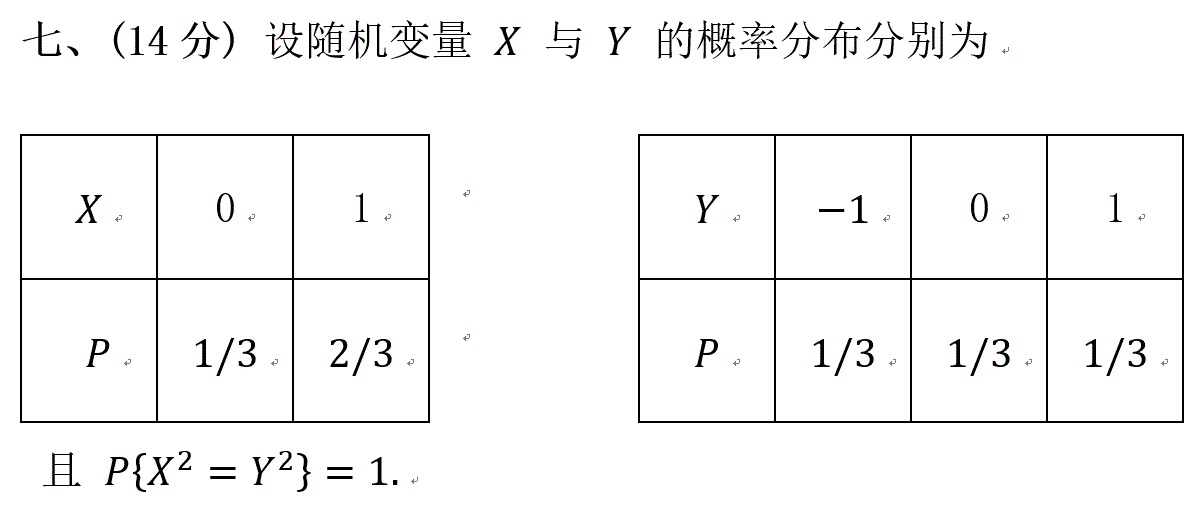 七、(14 分) 设随机变量 X 与 Y 的概率分布分别为
X 0 1
P 1/3 2/3
Y −1 0 1
P 1/3 1/3 1/3
且 P{X² = Y²} = 1.